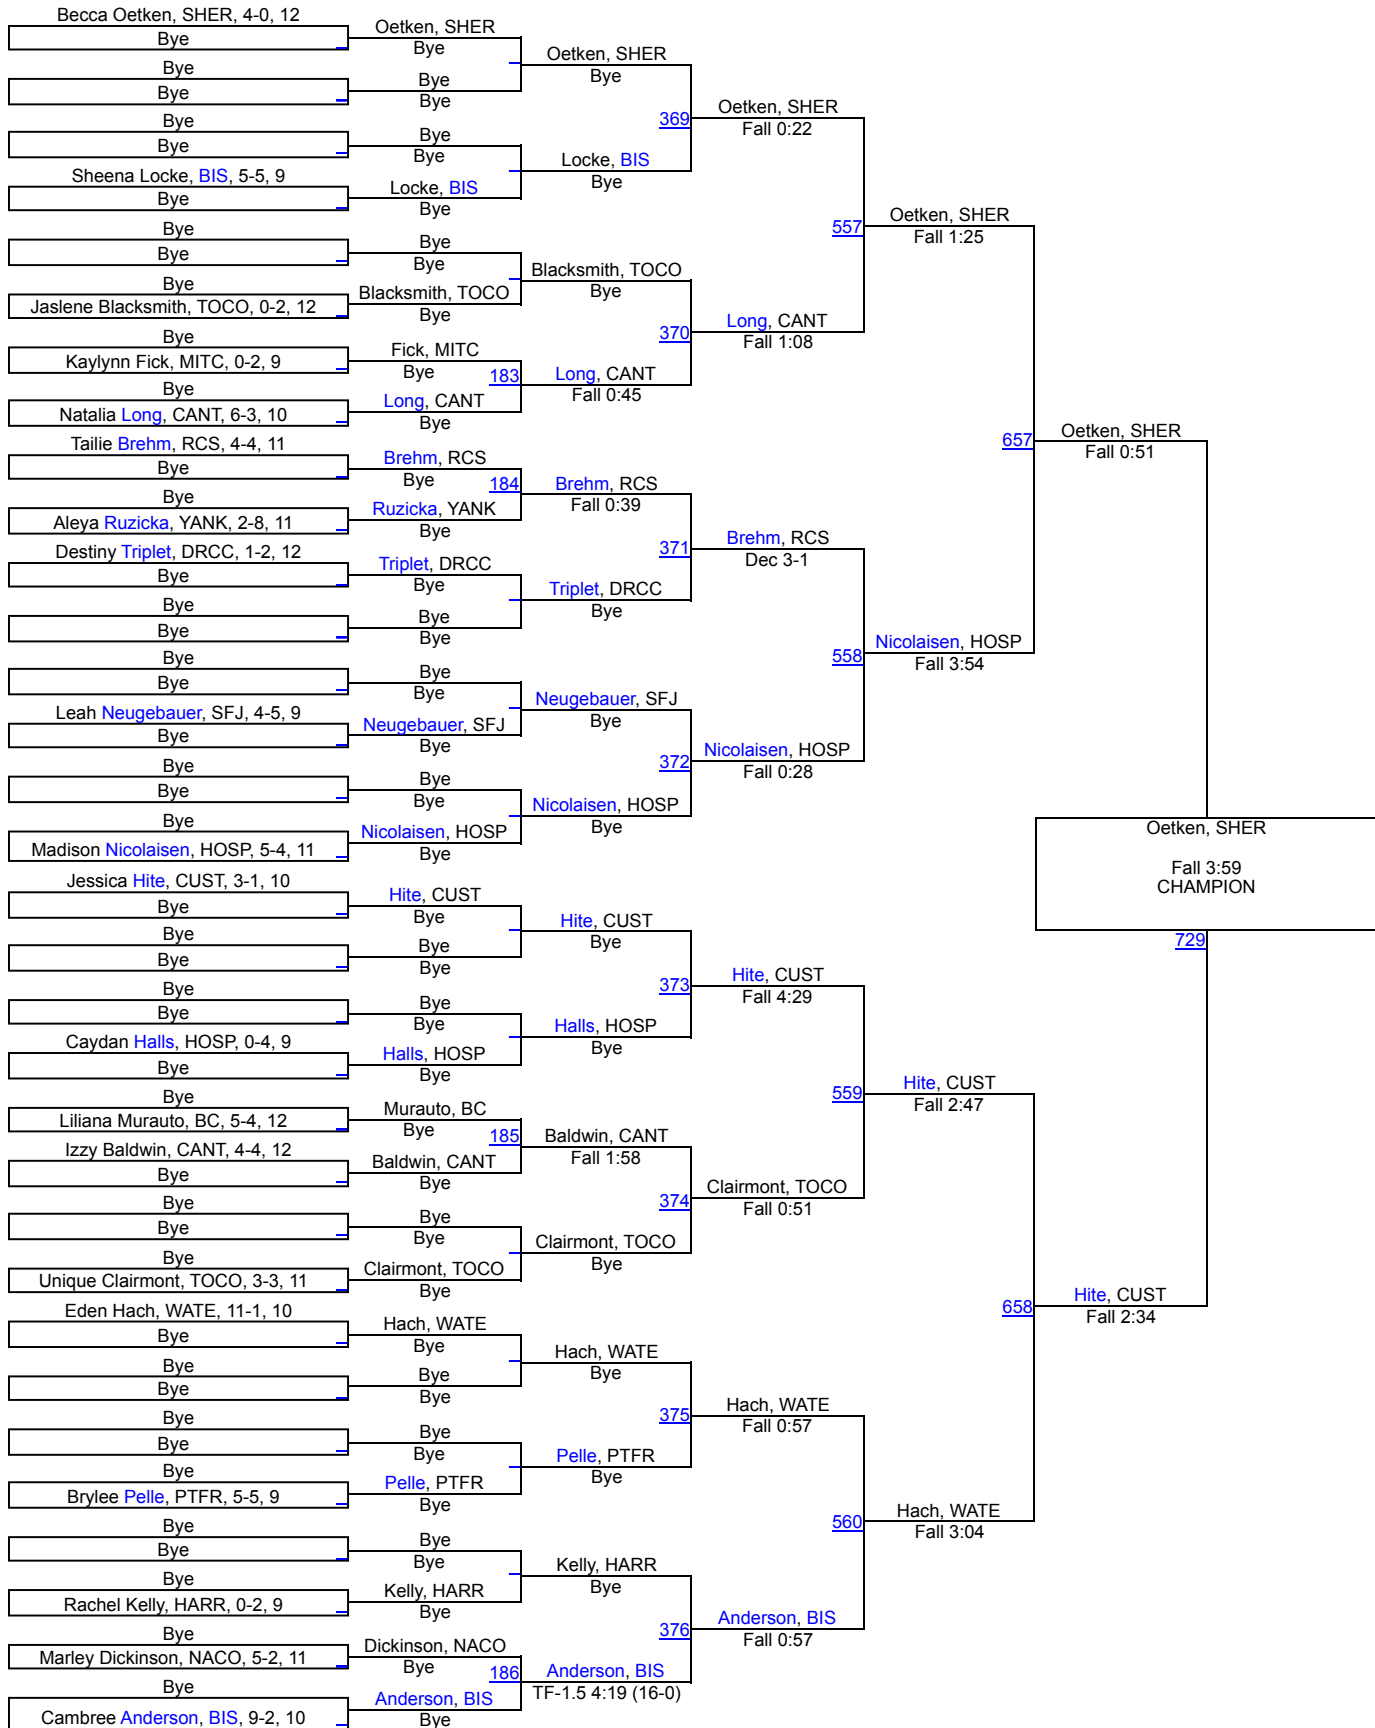 Becca Oetken, SHER, 4-0, 12
Bye
Bye
Bye
Bye
Bye
Sheena Locke, BIS, 5-5, 9
Bye
Bye
Bye
Bye
Jaslene Blacksmith, TOCO, 0-2, 12
Bye
Kaylynn Fick, MITC, 0-2, 9
Bye
Natalia Long, CANT, 6-3, 10
Tailie Brehm, RCS, 4-4, 11
Bye
Bye
Aleya Ruzicka, YANK, 2-8, 11
Destiny Triplet, DRCC, 1-2, 12
Bye
Bye
Bye
Bye
Bye
Leah Neugebauer, SFJ, 4-5, 9
Bye
Bye
Bye
Bye
Madison Nicolaisen, HOSP, 5-4, 11
Jessica Hite, CUST, 3-1, 10
Bye
Bye
Bye
Bye
Bye
Caydan Halls, HOSP, 0-4, 9
Bye
Bye
Liliana Murauto, BC, 5-4, 12
Izzy Baldwin, CANT, 4-4, 12
Bye
Bye
Bye
Bye
Unique Clairmont, TOCO, 3-3, 11
Eden Hach, WATE, 11-1, 10
Bye
Bye
Bye
Bye
Bye
Bye
Brylee Pelle, PTFR, 5-5, 9
Bye
Bye
Bye
Rachel Kelly, HARR, 0-2, 9
Bye
Marley Dickinson, NACO, 5-2, 11
Bye
Cambree Anderson, BIS, 9-2, 10
Oetken, SHER
Bye
Bye
Bye
Bye
Bye
Locke, BIS
Bye
Bye
Bye
Blacksmith, TOCO
Bye
Fick, MITC
Bye
183
Long, CANT
Bye
Brehm, RCS
Bye
184
Ruzicka, YANK
Bye
Triplet, DRCC
Bye
Bye
Bye
Bye
Bye
Neugebauer, SFJ
Bye
Bye
Bye
Nicolaisen, HOSP
Bye
Hite, CUST
Bye
Bye
Bye
Bye
Bye
Halls, HOSP
Bye
Murauto, BC
Bye
185
Baldwin, CANT
Bye
Bye
Bye
Clairmont, TOCO
Bye
Hach, WATE
Bye
Bye
Bye
Bye
Bye
Pelle, PTFR
Bye
Bye
Bye
Kelly, HARR
Bye
Dickinson, NACO
Bye
186
Anderson, BIS
Bye
Oetken, SHER
Bye
369
Locke, BIS
Bye
Blacksmith, TOCO
Bye
370
Long, CANT
Fall 0:45
Brehm, RCS
Fall 0:39
371
Triplet, DRCC
Bye
Neugebauer, SFJ
Bye
372
Nicolaisen, HOSP
Bye
Hite, CUST
Bye
373
Halls, HOSP
Bye
Baldwin, CANT
Fall 1:58
374
Clairmont, TOCO
Bye
Hach, WATE
Bye
375
Pelle, PTFR
Bye
Kelly, HARR
Bye
376
Anderson, BIS
TF-1.5 4:19 (16-0)
Oetken, SHER
Fall 0:22
557
Long, CANT
Fall 1:08
Brehm, RCS
Dec 3-1
558
Nicolaisen, HOSP
Fall 0:28
Hite, CUST
Fall 4:29
559
Clairmont, TOCO
Fall 0:51
Hach, WATE
Fall 0:57
560
Anderson, BIS
Fall 0:57
Oetken, SHER
Fall 1:25
657
Nicolaisen, HOSP
Fall 3:54
Hite, CUST
Fall 2:47
658
Hach, WATE
Fall 3:04
Oetken, SHER
Fall 0:51
Hite, CUST
Fall 2:34
Oetken, SHER
Fall 3:59
CHAMPION
729